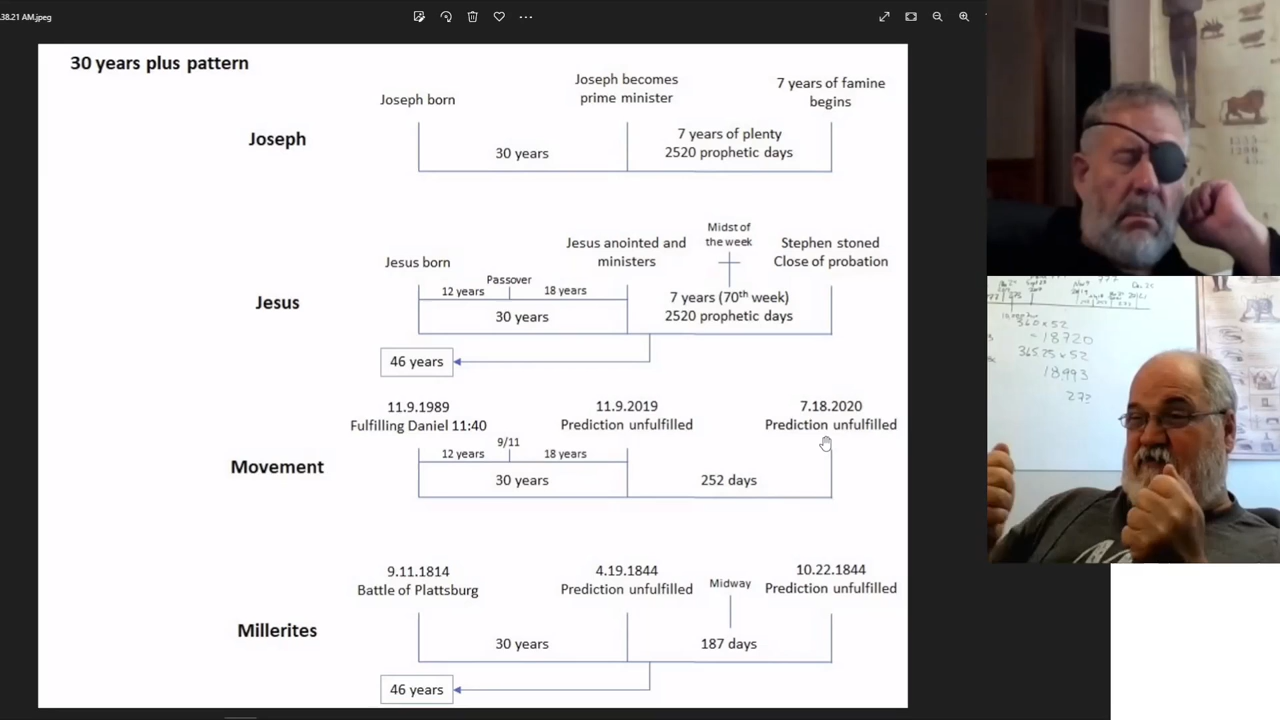 38.21 AM.jpeg
30 years plus pattern
Joseph
Joseph born
Joseph becomes
prime minister
7 years of famine
begins
30 years
7 years of plenty
2520 prophetic days
Jesus
Jesus born
Jesus anointed and
ministers
Midst of
the week
Stephen stoned
Close of probation
12 years
Passover
18 years
30 years
7 years (70th week)
2520 prophetic days
46 years
Movement
11.9.1989
Fulfilling Daniel 11:40
11.9.2019
Prediction unfulfilled
7.18.2020
Prediction unfulfilled
12 years
9/11
18 years
30 years
252 days
Millerites
9.11.1814
Battle of Plattsburg
4.19.1844
Prediction unfulfilled
Midway
10.22.1844
Prediction unfulfilled
30 years
187 days
46 years
360 x 52
= 18720
365.25 x 52
18993
273